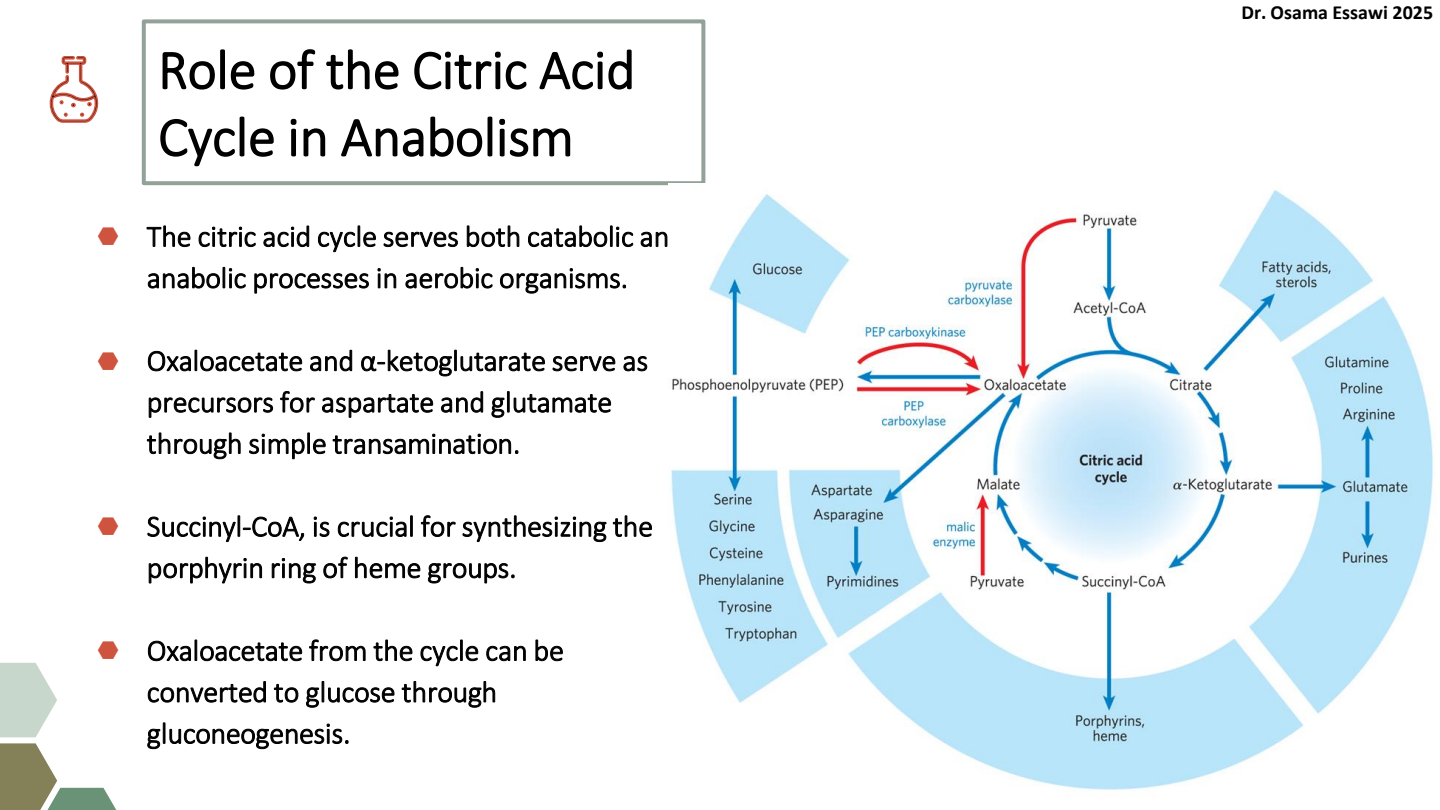 Dr. Osama Essawi 2025
Role of the Citric Acid
Cycle in Anabolism
The citric acid cycle serves both catabolic an
anabolic processes in aerobic organisms.
Oxaloacetate and α-ketoglutarate serve as
precursors for aspartate and glutamate
through simple transamination.
Succinyl-CoA, is crucial for synthesizing the
porphyrin ring of heme groups.
Oxaloacetate from the cycle can be
converted to glucose through
gluconeogenesis.
Pyruvate
Glucose
Fatty acids,
sterols
pyruvate
carboxylase
Acetyl-CoA
PEP carboxykinase
Glutamine
Phosphoenolpyruvate (PEP)
Oxaloacetate
Citrate
Proline
PEP
carboxylase
Arginine
Citric acid
cycle
Malate
α-Ketoglutarate
Glutamate
Serine
Glycine
Cysteine
Phenylalanine
Tyrosine
Tryptophan
Aspartate
Asparagine
Pyrimidines
malic
enzyme
Pyruvate
Succinyl-CoA
Purines
Porphyrins,
heme